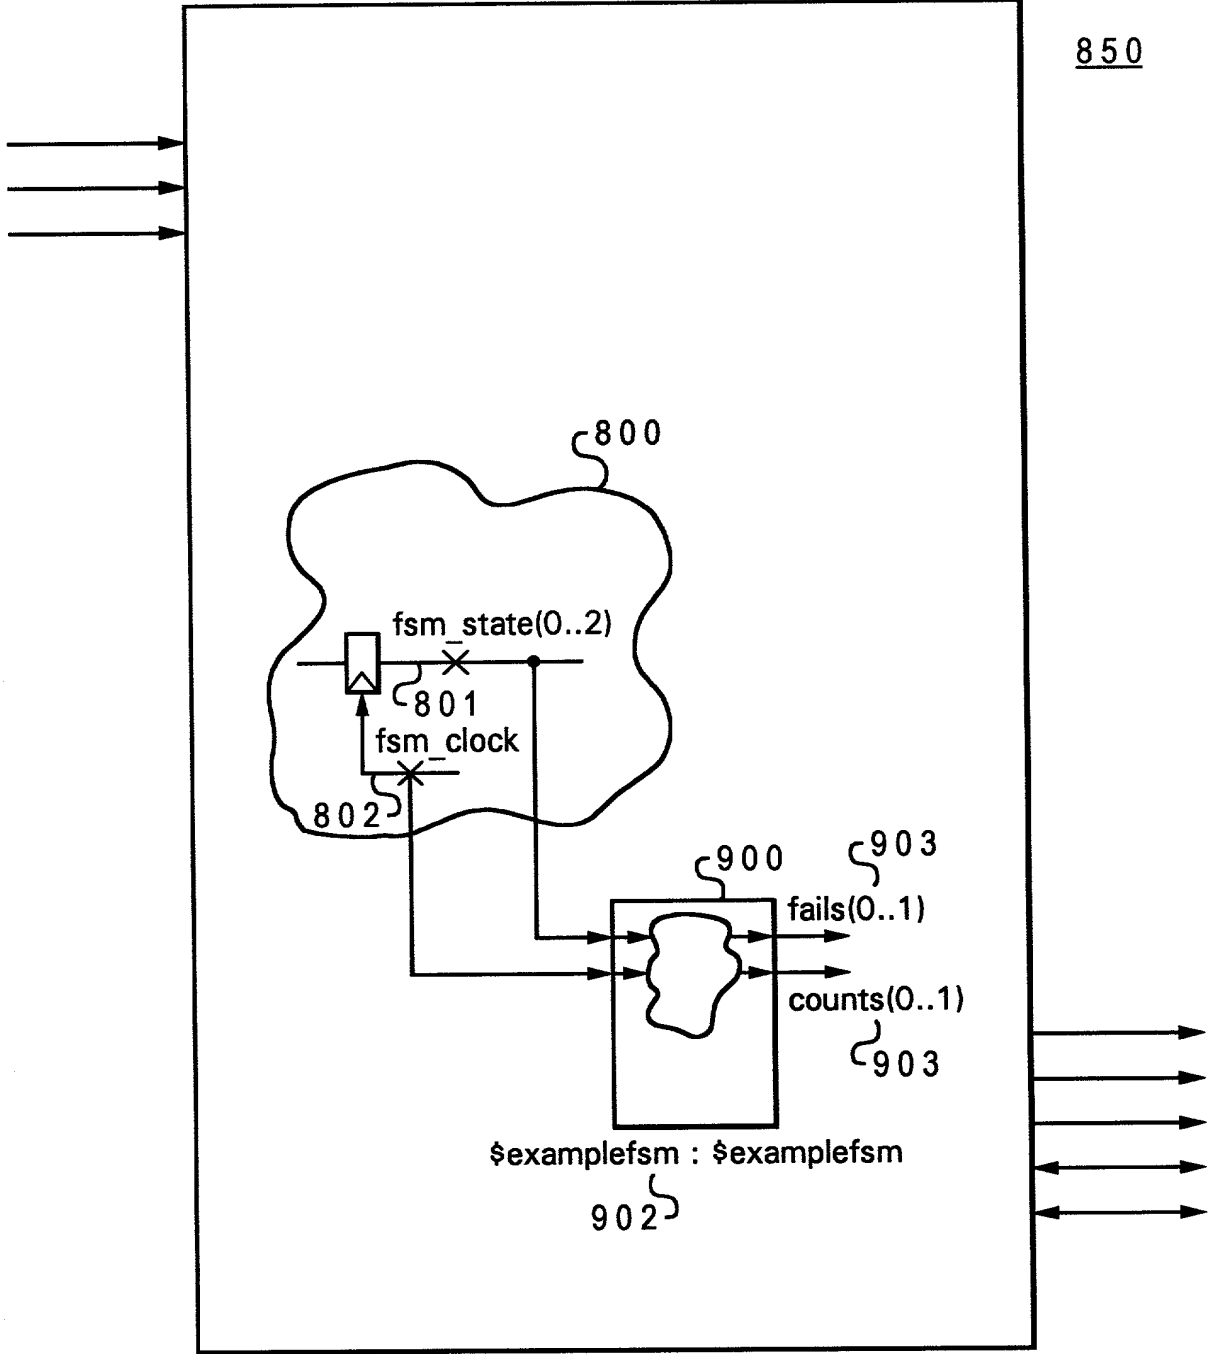 850
800
fsm_state(0..2)
801
fsm_clock
802
900
903
fails(0..1)
counts(0..1)
903
$examplefsm : $examplefsm
902